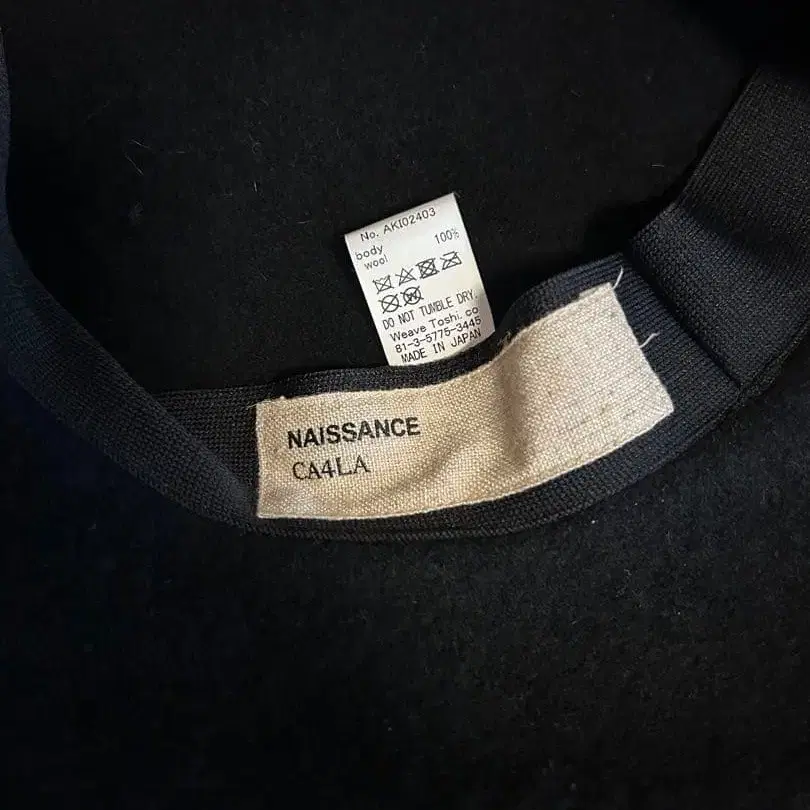 No. AKI02403
body
wool 100%
DO NOT TUMBLE DRY.
Weave Toshi. co
81-3-5775-3445
MADE IN JAPAN
NAISSANCE
CA4LA